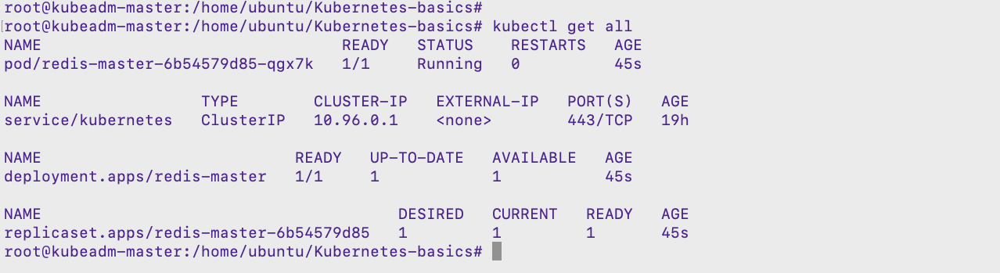 root@kubeadm-master:/home/ubuntu/Kubernetes-basics#
[root@kubeadm-master:/home/ubuntu/Kubernetes-basics# kubectl get all
NAME READY STATUS RESTARTS AGE
pod/redis-master-6b54579d85-qgx7k 1/1 Running 0 45s
NAME TYPE CLUSTER-IP EXTERNAL-IP PORT(S) AGE
service/kubernetes ClusterIP 10.96.0.1 <none> 443/TCP 19h
NAME READY UP-TO-DATE AVAILABLE AGE
deployment.apps/redis-master 1/1 1 1 45s
NAME DESIRED CURRENT READY AGE
replicaset.apps/redis-master-6b54579d85 1 1 1 45s
root@kubeadm-master:/home/ubuntu/Kubernetes-basics#